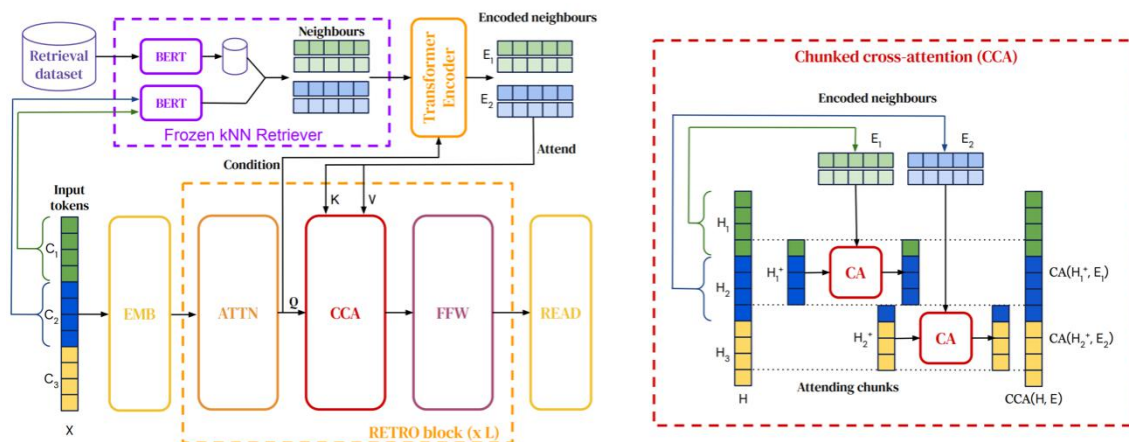 Retrieval
dataset
BERT
BERT
Frozen kNN Retriever
Neighbours
Transformer
Encoder
Encoded neighbours
E1
E2
Condition
Attend
Input
tokens
C1
C2
C3
X
EMB
ATTN
Q
K
V
CCA
FFW
READ
RETRO block (x L)
Chunked cross-attention (CCA)
Encoded neighbours
E1
E2
H1
H2
H3
H
H1+
CA
H2+
CA
Attending chunks
CA(H1+, E1)
CA(H2+, E2)
CCA(H, E)